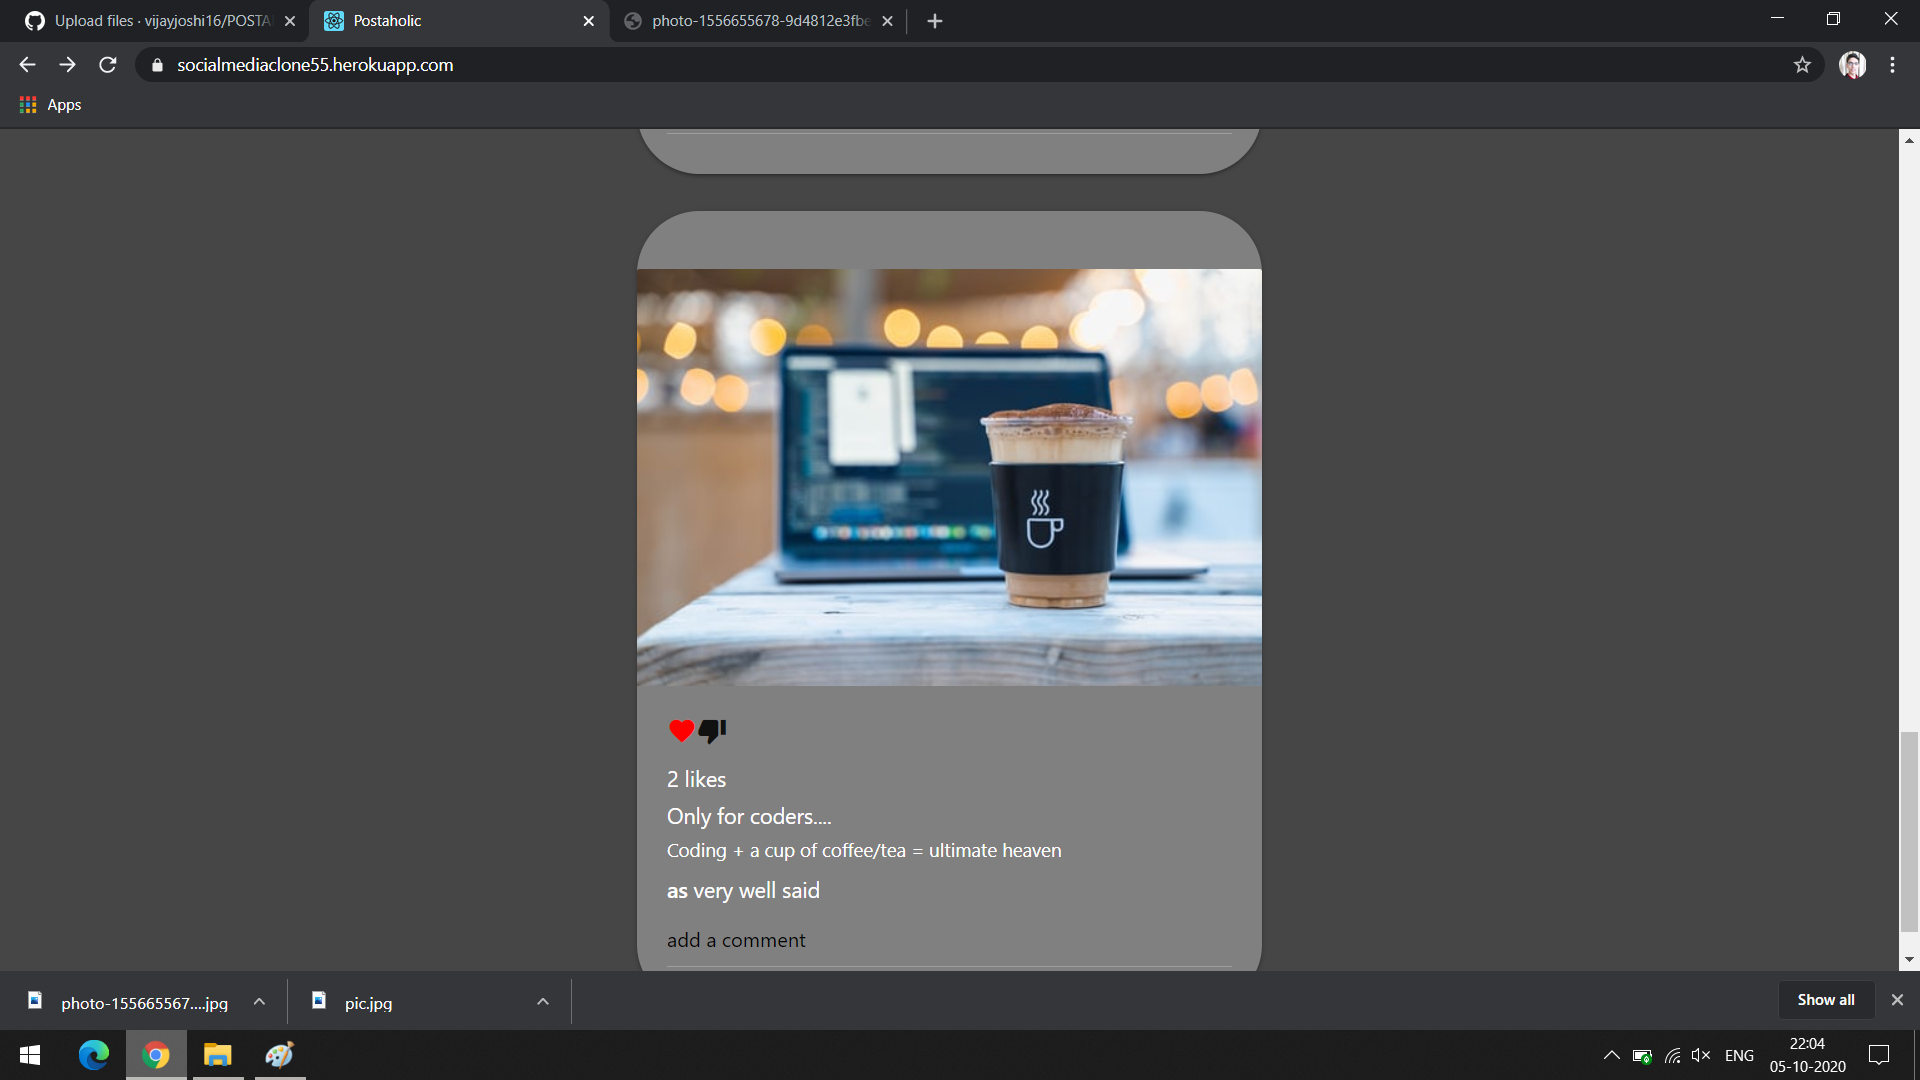 Upload files · vijayjoshi16/POSTA
Postaholic
photo-1556655678-9d4812e3fbe
socialmediaclone55.herokuapp.com
Apps
2 likes
Only for coders....
Coding + a cup of coffee/tea = ultimate heaven
as very well said
add a comment
photo-155665567....jpg
pic.jpg
Show all
ENG
22:04
05-10-2020